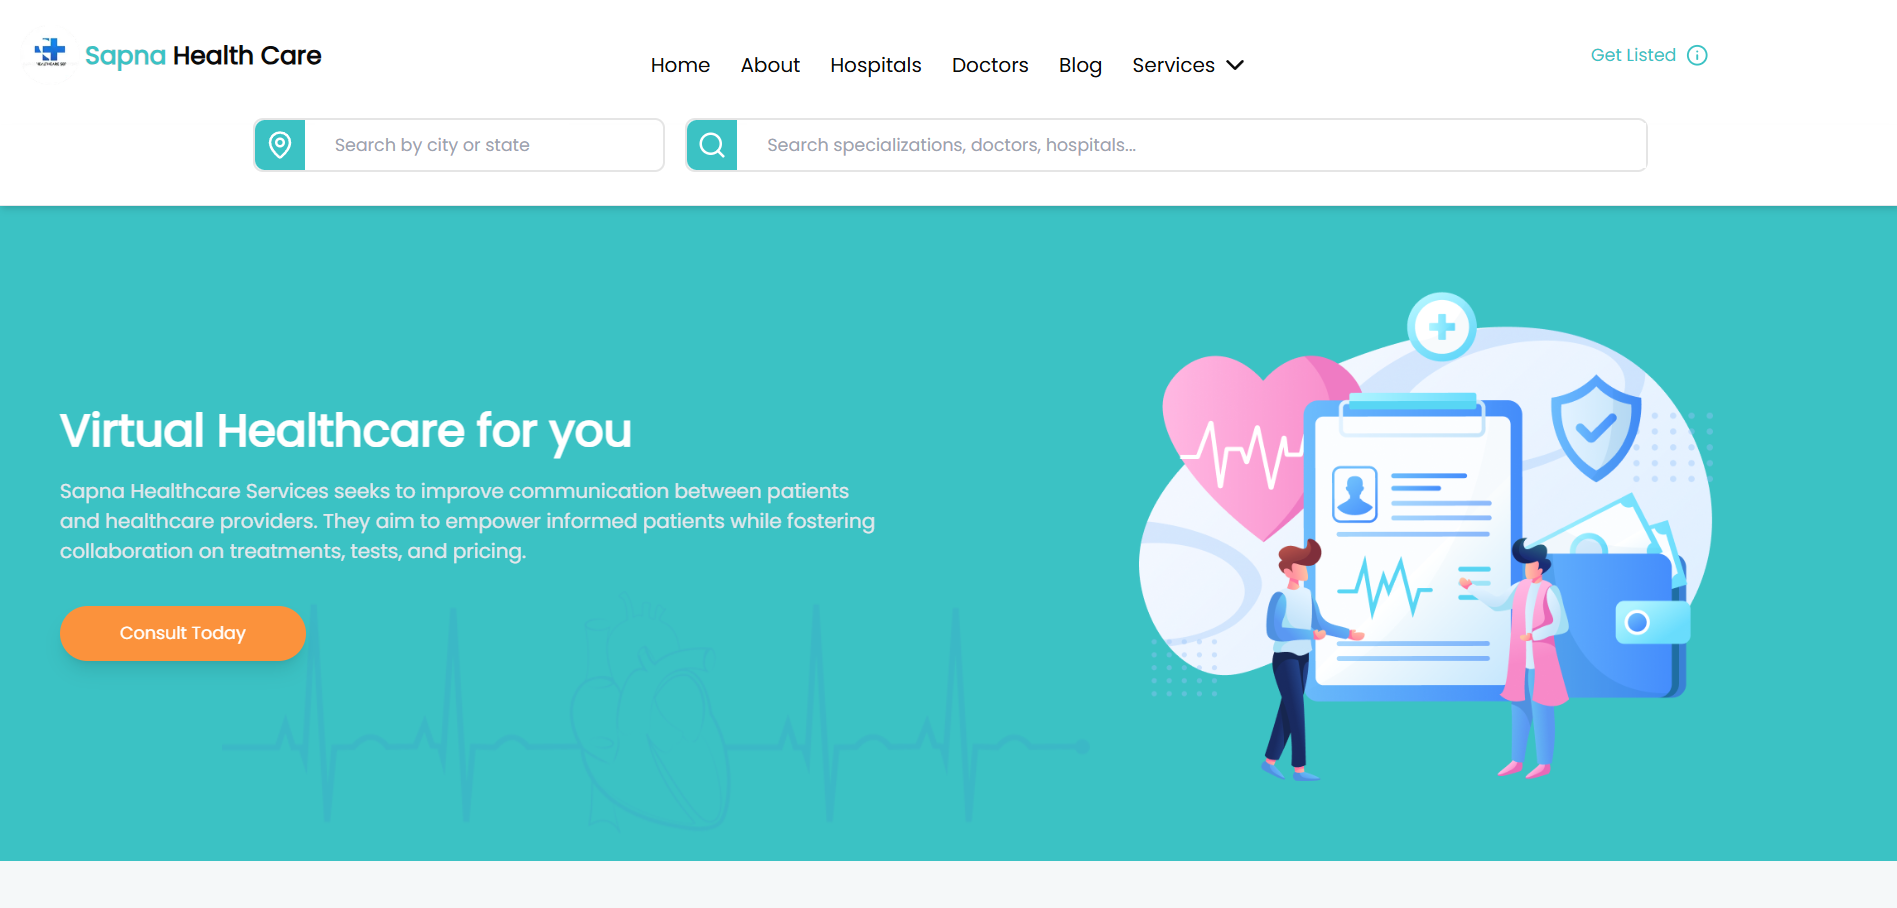 Sapna Health Care
Home About Hospitals Doctors Blog Services
Get Listed
Search by city or state
Search specializations, doctors, hospitals...
Virtual Healthcare for you
Sapna Healthcare Services seeks to improve communication between patients
and healthcare providers. They aim to empower informed patients while fostering
collaboration on treatments, tests, and pricing.
Consult Today